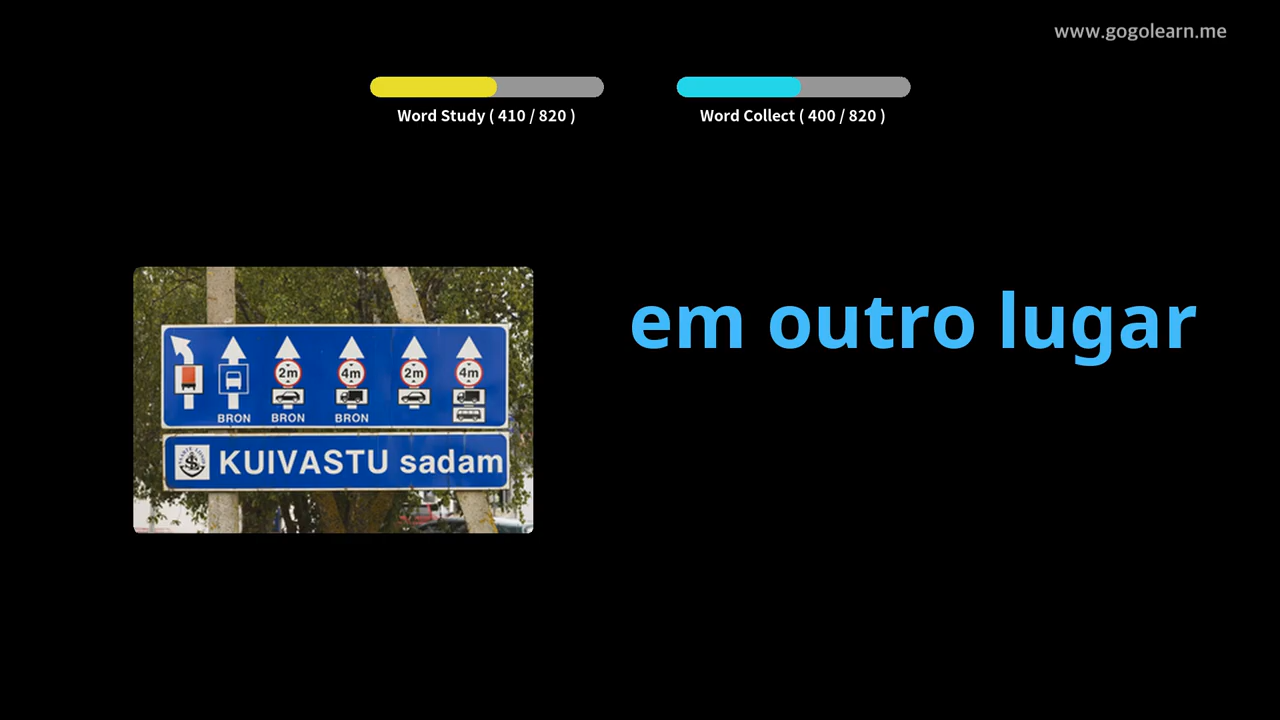 www.gogolearn.me
Word Study ( 410 / 820 )
Word Collect ( 400 / 820 )
em outro lugar
2m 4m 2m 4m
BRON BRON BRON
KUIVASTU sadam